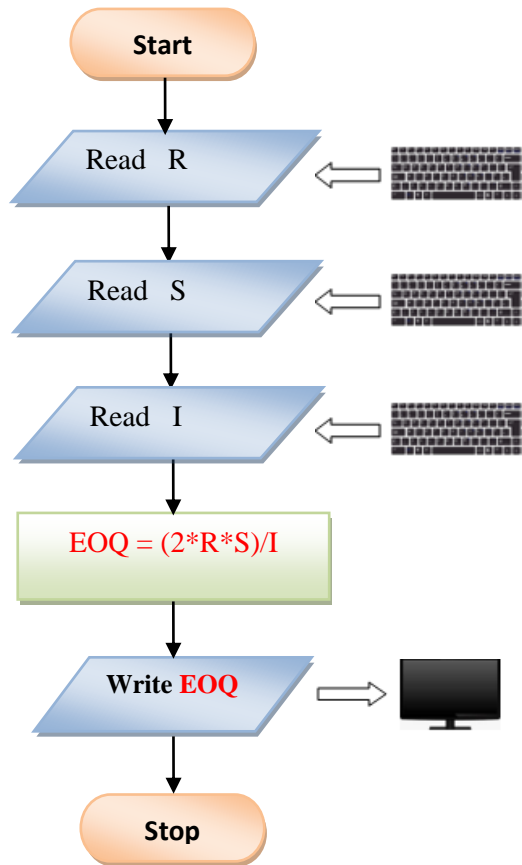 Start
Read R
Read S
Read I
EOQ = (2*R*S)/I
Write EOQ
Stop